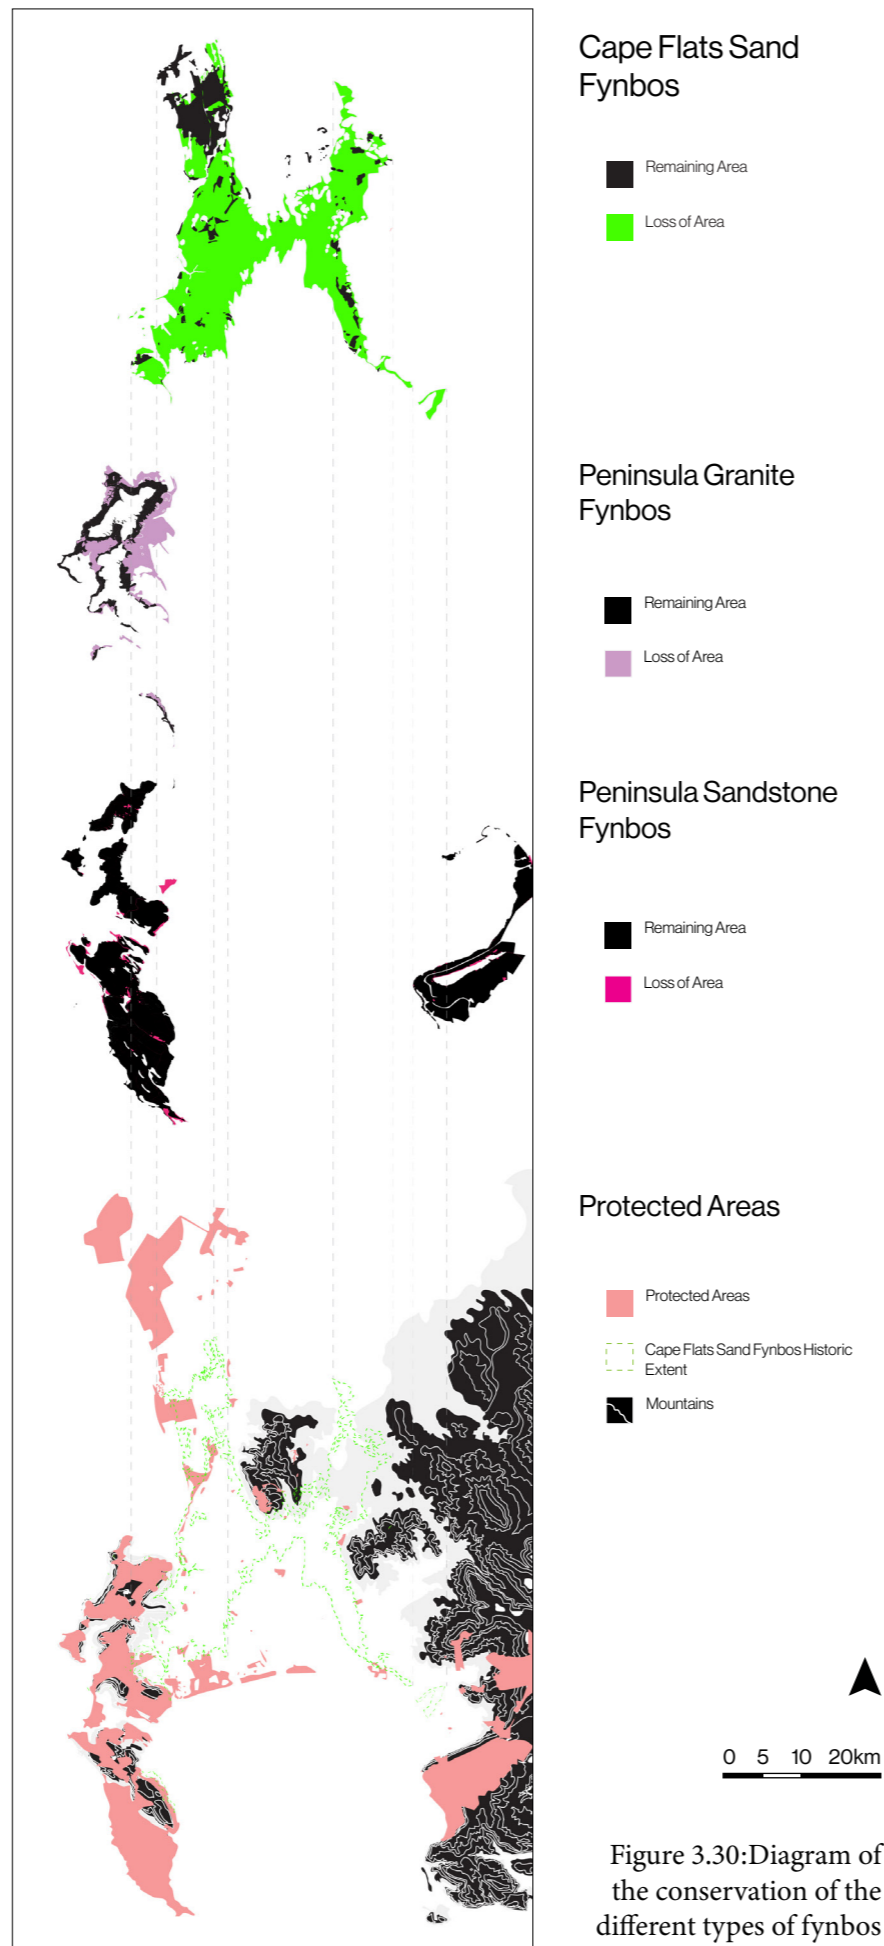 Cape Flats Sand
Fynbos
Remaining Area
Loss of Area
Peninsula Granite
Fynbos
Remaining Area
Loss of Area
Peninsula Sandstone
Fynbos
Remaining Area
Loss of Area
Protected Areas
Protected Areas
Cape Flats Sand Fynbos Historic
Extent
Mountains
0 5 10 20km
Figure 3.30:Diagram of
the conservation of the
different types of fynbos